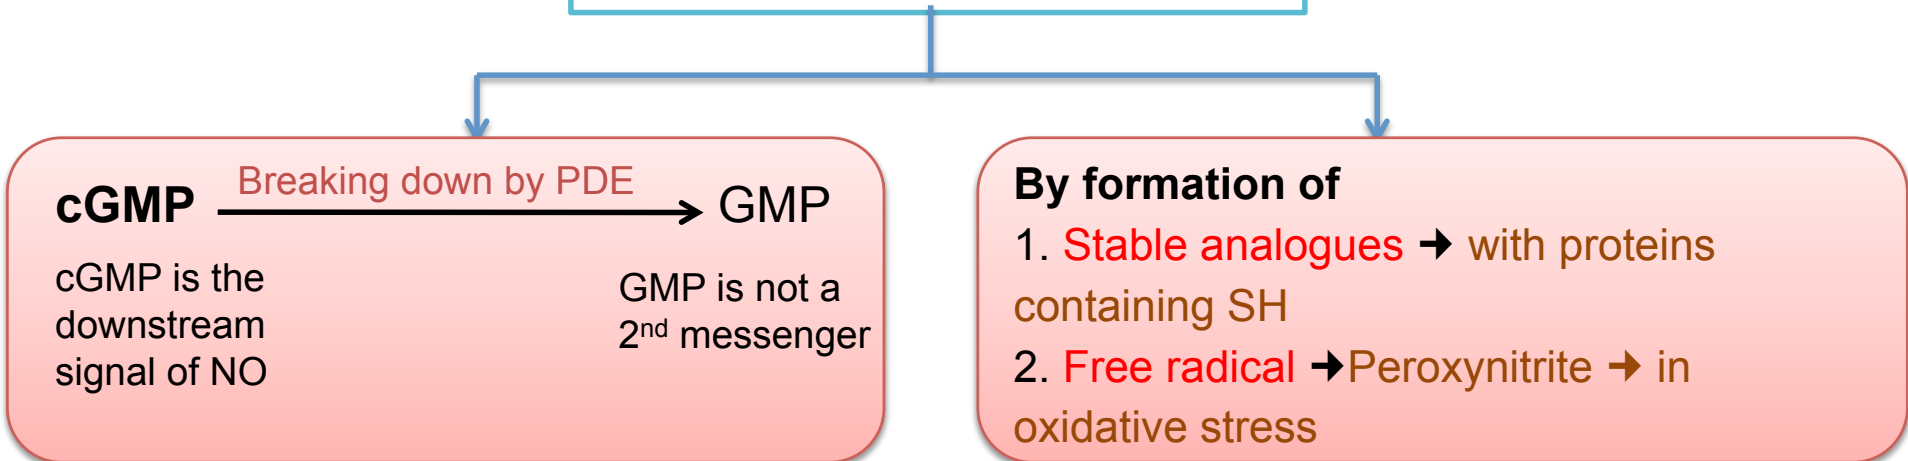 Breaking down by PDE
cGMP → GMP
cGMP is the
downstream
signal of NO
GMP is not a
2nd messenger
By formation of
1. Stable analogues → with proteins
containing SH
2. Free radical →Peroxynitrite → in
oxidative stress